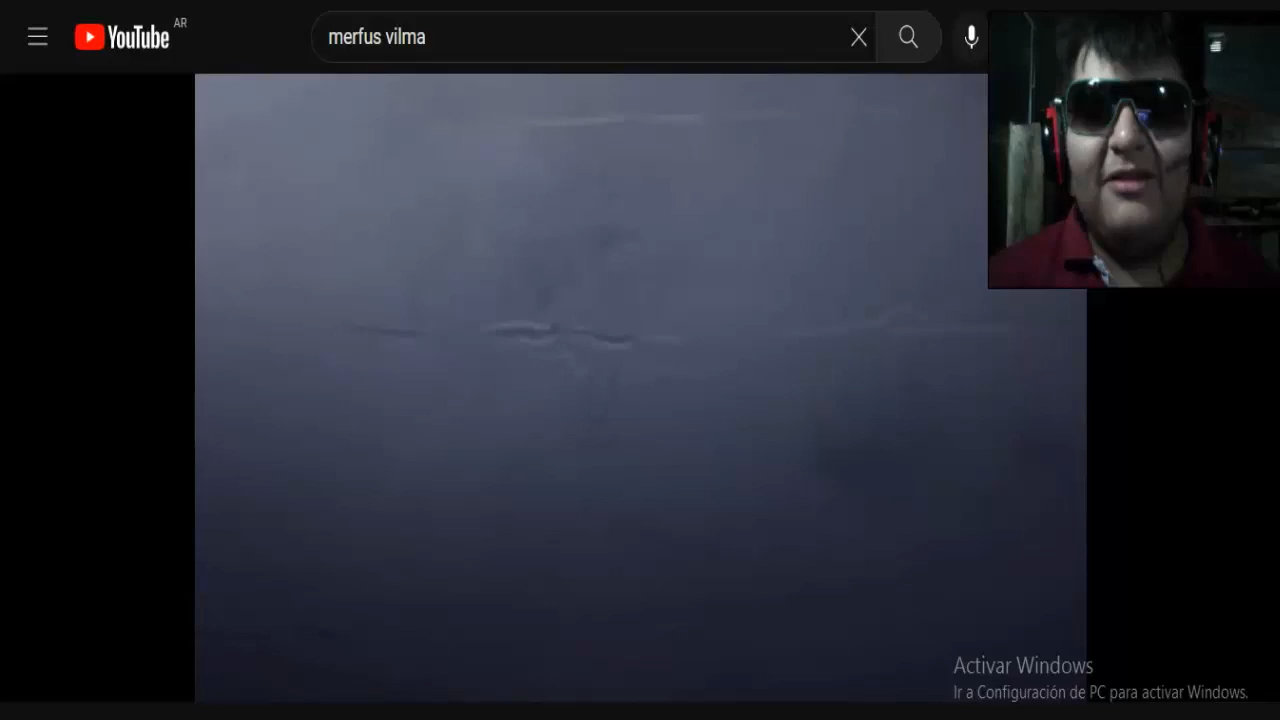 YouTube AR
merfus vilma
Activar Windows
Ir a Configuración de PC para activar Windows.